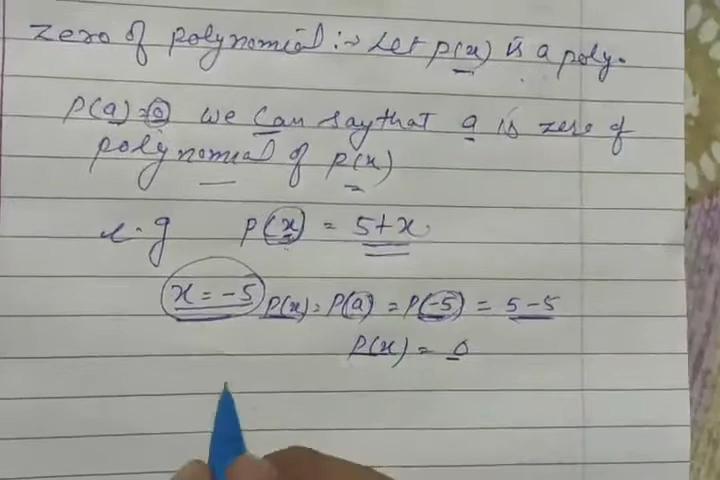 zero of polynomial :→ Let p(x) is a poly.
P(a)=0 we can say that a is zero of
polynomial of p(x)
e.g P(x) = 5+x
x = -5 P(x) = P(a) = P(-5) = 5-5
P(x) = 0